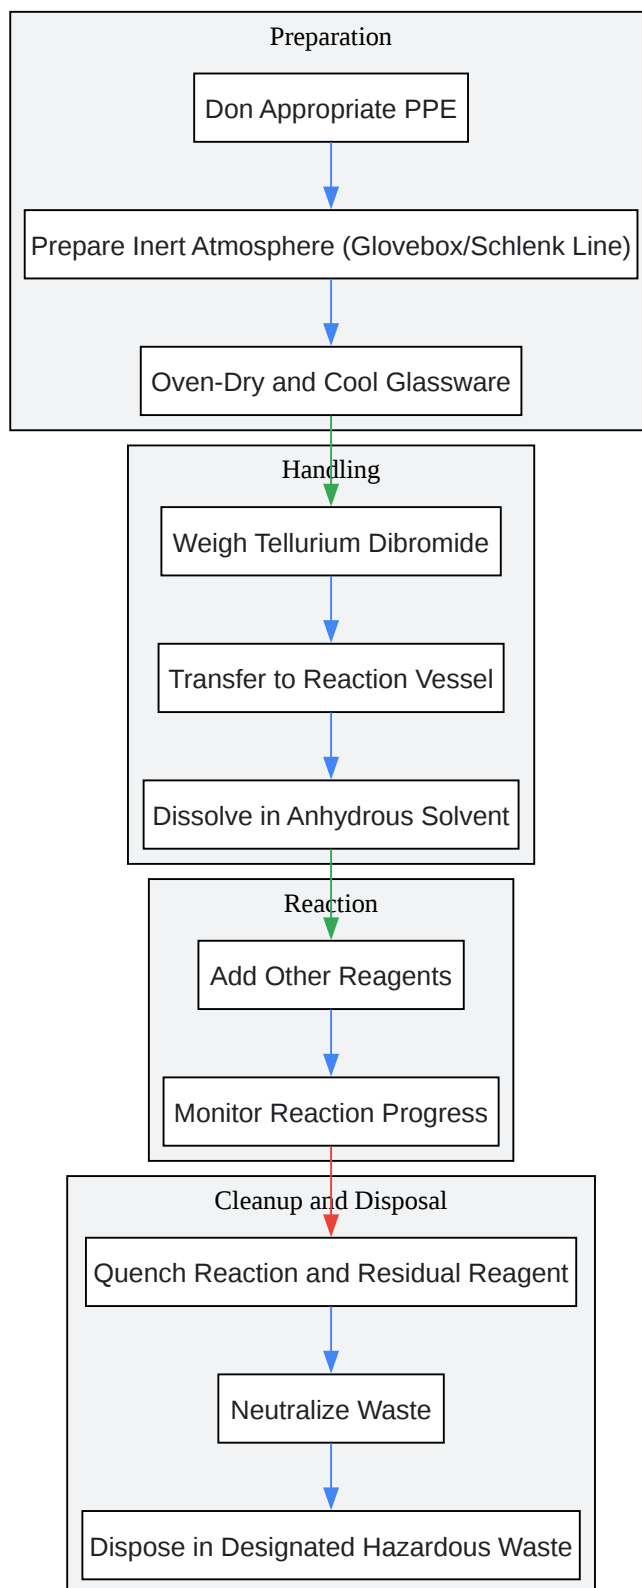 Preparation
Don Appropriate PPE
Prepare Inert Atmosphere (Glovebox/Schlenk Line)
Oven-Dry and Cool Glassware
Handling
Weigh Tellurium Dibromide
Transfer to Reaction Vessel
Dissolve in Anhydrous Solvent
Reaction
Add Other Reagents
Monitor Reaction Progress
Cleanup and Disposal
Quench Reaction and Residual Reagent
Neutralize Waste
Dispose in Designated Hazardous Waste